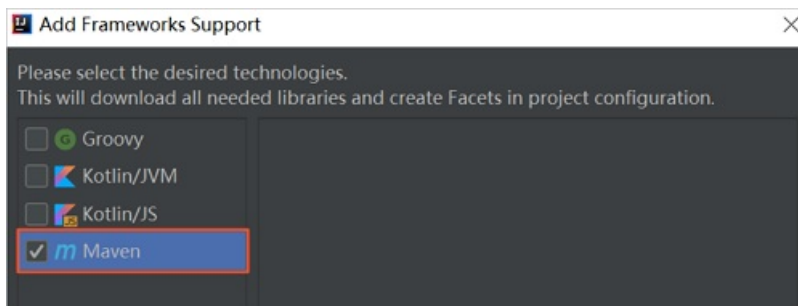 Add Frameworks Support
Please select the desired technologies.
This will download all needed libraries and create Facets in project configuration.
Groovy
Kotlin/JVM
Kotlin/JS
Maven